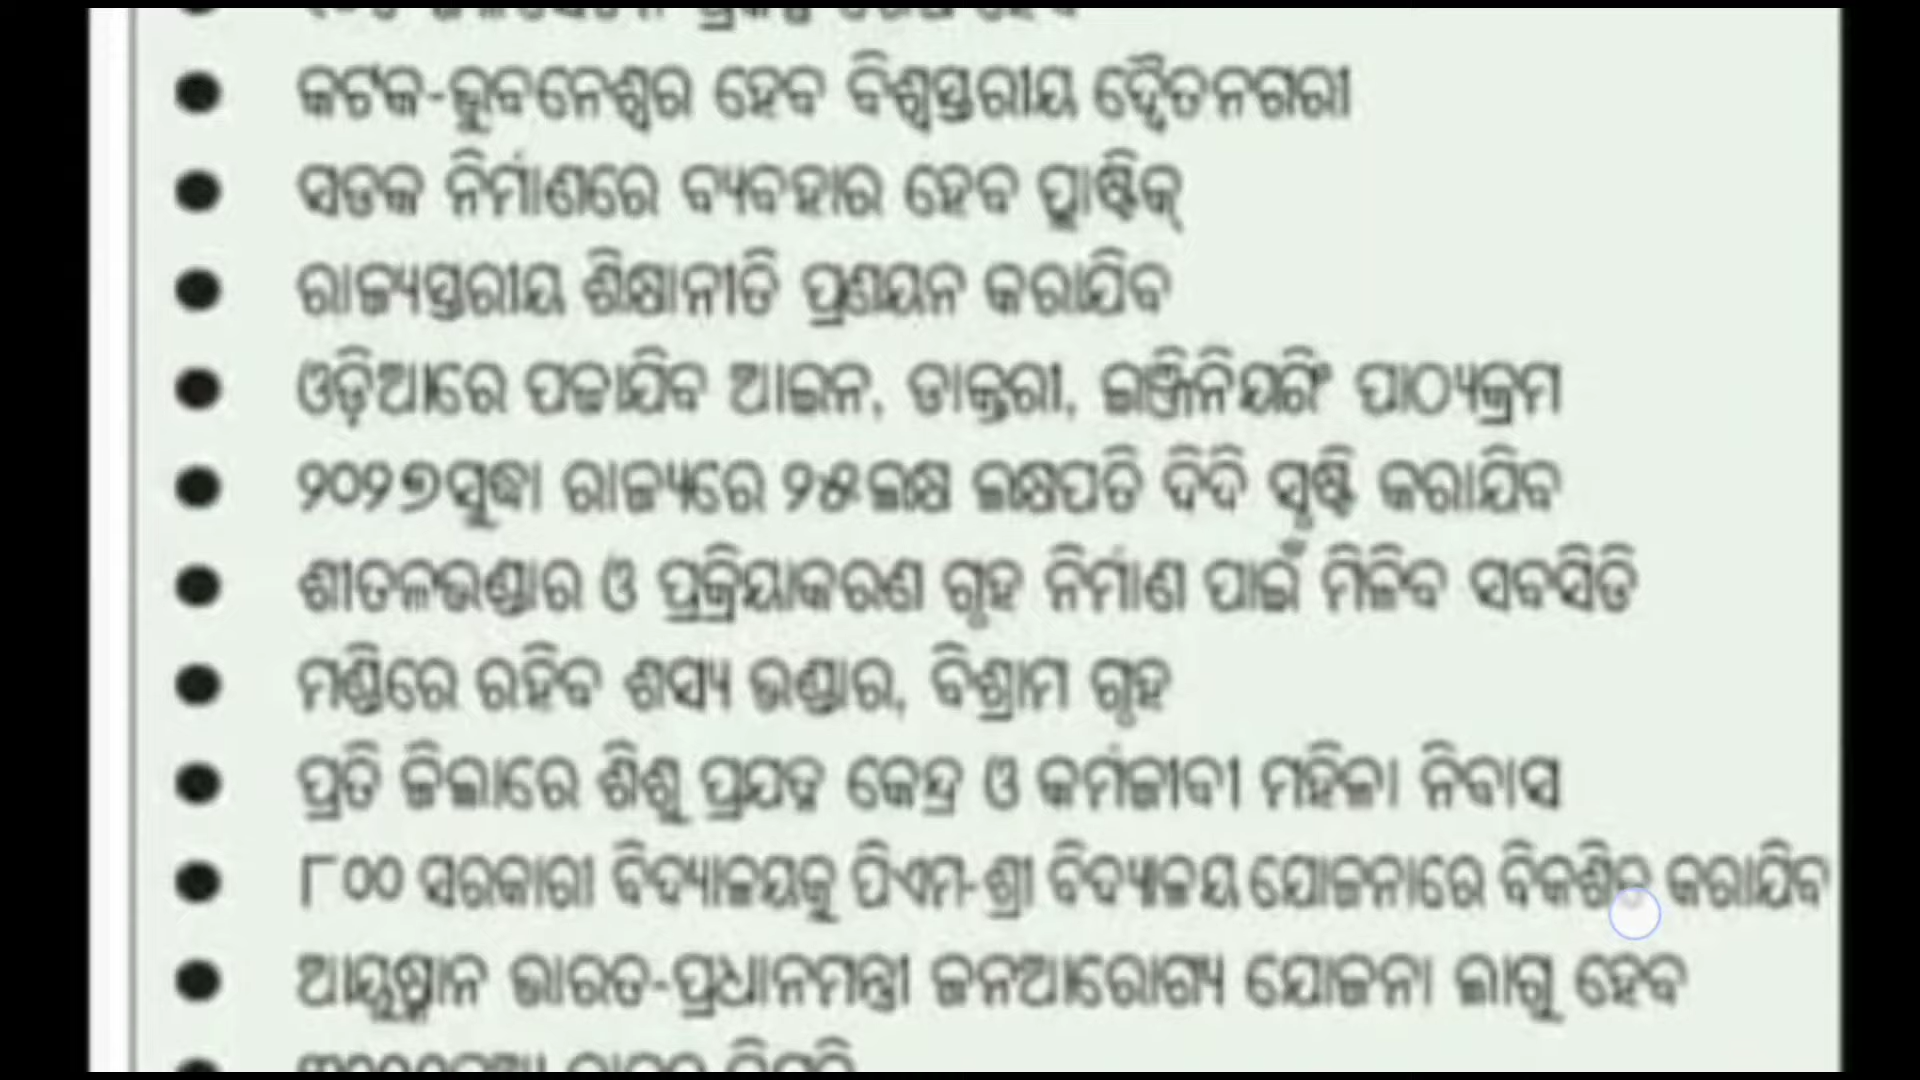 କଟକ-ଭୁବନେଶ୍ୱର ହେବ ବିଶ୍ୱସ୍ତରୀୟ ଦ୍ୱୈତନଗରୀ
ସଡକ ନିର୍ମାଣରେ ବ୍ୟବହାର ହେବ ପ୍ଲାଷ୍ଟିକ୍
ରାଜ୍ୟସ୍ତରୀୟ ଶିକ୍ଷାନୀତି ପ୍ରଣୟନ କରାଯିବ
ଓଡ଼ିଆରେ ପଢାଯିବ ଆଇନ, ଡାକ୍ତରୀ, ଇଞ୍ଜିନିୟରିଂ ପାଠ୍ୟକ୍ରମ
୨୦୨୭ସୁଦ୍ଧା ରାଜ୍ୟରେ ୨୫ଲକ୍ଷ ଲକ୍ଷପତି ଦିଦି ସୃଷ୍ଟି କରାଯିବ
ଶୀତଳଭଣ୍ଡାର ଓ ପ୍ରକ୍ରିୟାକରଣ ଗୃହ ନିର୍ମାଣ ପାଇଁ ମିଳିବ ସବସିଡି
ମଣ୍ଡିରେ ରହିବ ଶସ୍ୟ ଭଣ୍ଡାର, ବିଶ୍ରାମ ଗୃହ
ପ୍ରତି ଜିଲାରେ ଶିଶୁ ପ୍ରଯତ୍ନ କେନ୍ଦ୍ର ଓ କର୍ମଜୀବୀ ମହିଳା ନିବାସ
୮୦୦ ସରକାରୀ ବିଦ୍ୟାଳୟକୁ ପିଏମ-ଶ୍ରୀ ବିଦ୍ୟାଳୟ ଯୋଜନାରେ ବିକଶିତ କରାଯିବ
ଆୟୁଷ୍ମାନ ଭାରତ-ପ୍ରଧାନମନ୍ତ୍ରୀ ଜନଆରୋଗ୍ୟ ଯୋଜନା ଲାଗୁ ହେବ